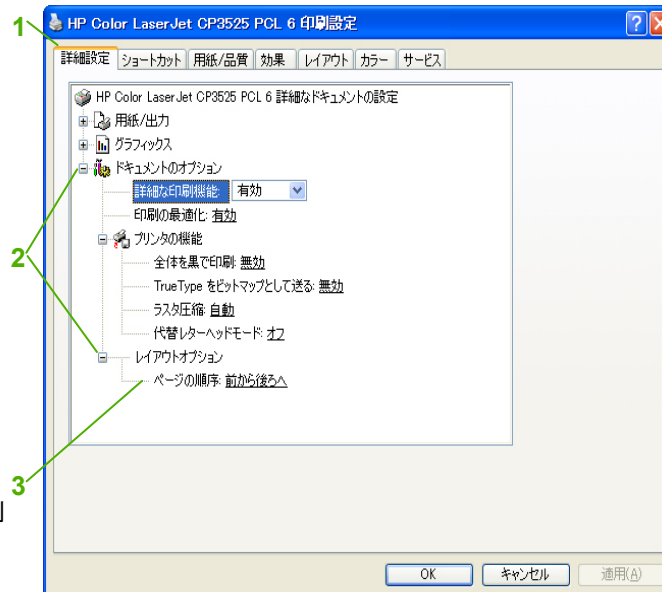 1
HP Color LaserJet CP3525 PCL 6 印刷設定
詳細設定 ショートカット 用紙/品質 効果 レイアウト カラー サービス
HP Color LaserJet CP3525 PCL 6 詳細なドキュメントの設定
用紙/出力
グラフィックス
ドキュメントのオプション
詳細な印刷機能: 有効
印刷の最適化: 有効
2
プリンタの機能
全体を黒で印刷: 無効
TrueType をビットマップとして送る: 無効
ラスタ圧縮: 自動
代替レターヘッドモード: オフ
レイアウトオプション
ページの順序: 前から後ろへ
3
OK キャンセル 適用(A)